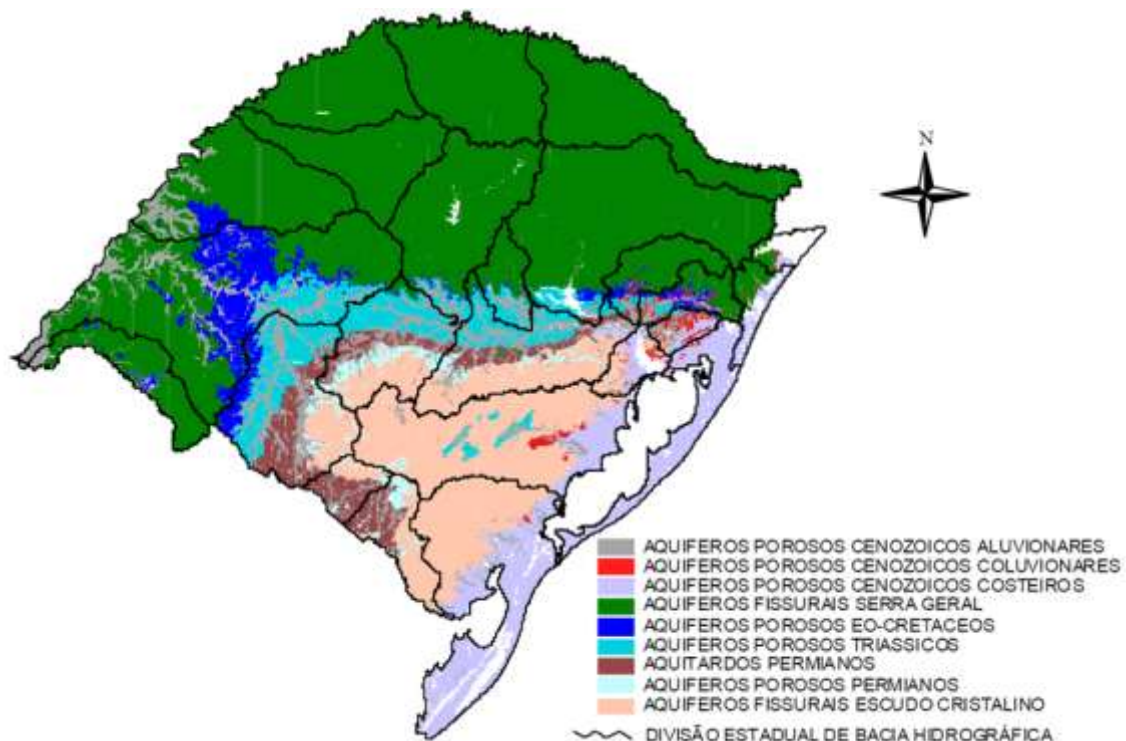 N
AQUIFEROS POROSOS CENOZOICOS ALUVIONARES
AQUIFEROS POROSOS CENOZOICOS COLUVIONARES
AQUIFEROS POROSOS CENOZOICOS COSTEIROS
AQUIFEROS FISSURAIS SERRA GERAL
AQUIFEROS POROSOS EO-CRETACEOS
AQUIFEROS POROSOS TRIASSICOS
AQUITARDOS PERMIANOS
AQUIFEROS POROSOS PERMIANOS
AQUIFEROS FISSURAIS ESCUDO CRISTALINO
DIVISÃO ESTADUAL DE BACIA HIDROGRÁFICA